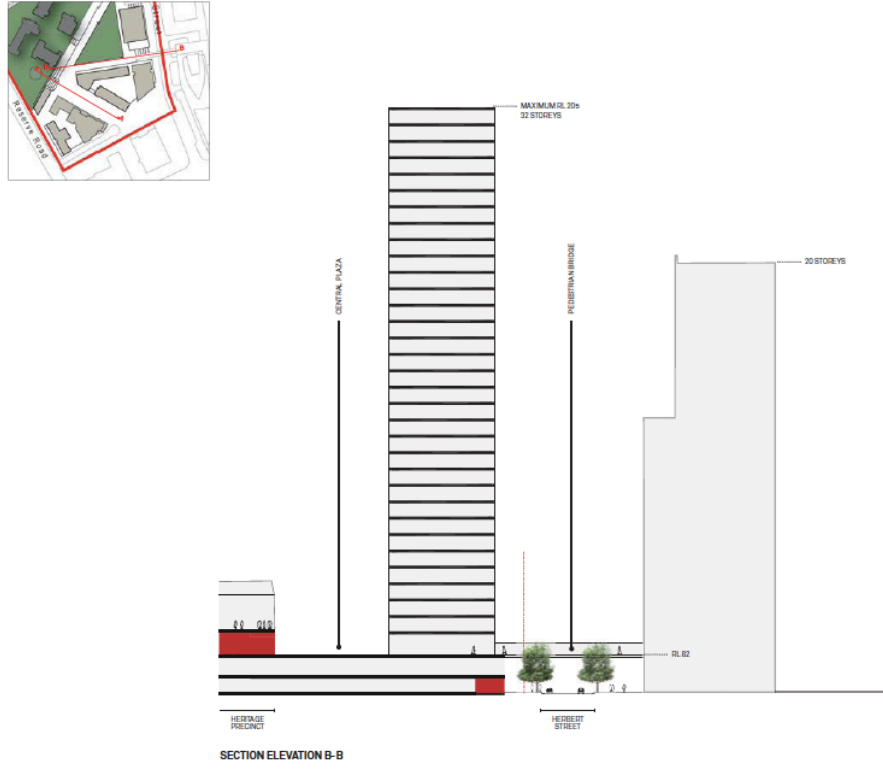 B
B
A
Reserve Road
MAXIMUM RL 205
32 STOREYS
CENTRAL PLAZA
PEDESTRIAN BRIDGE
20 STOREYS
RL 82
HERITAGE
PRECINCT
HERBERT
STREET
SECTION ELEVATION B-B